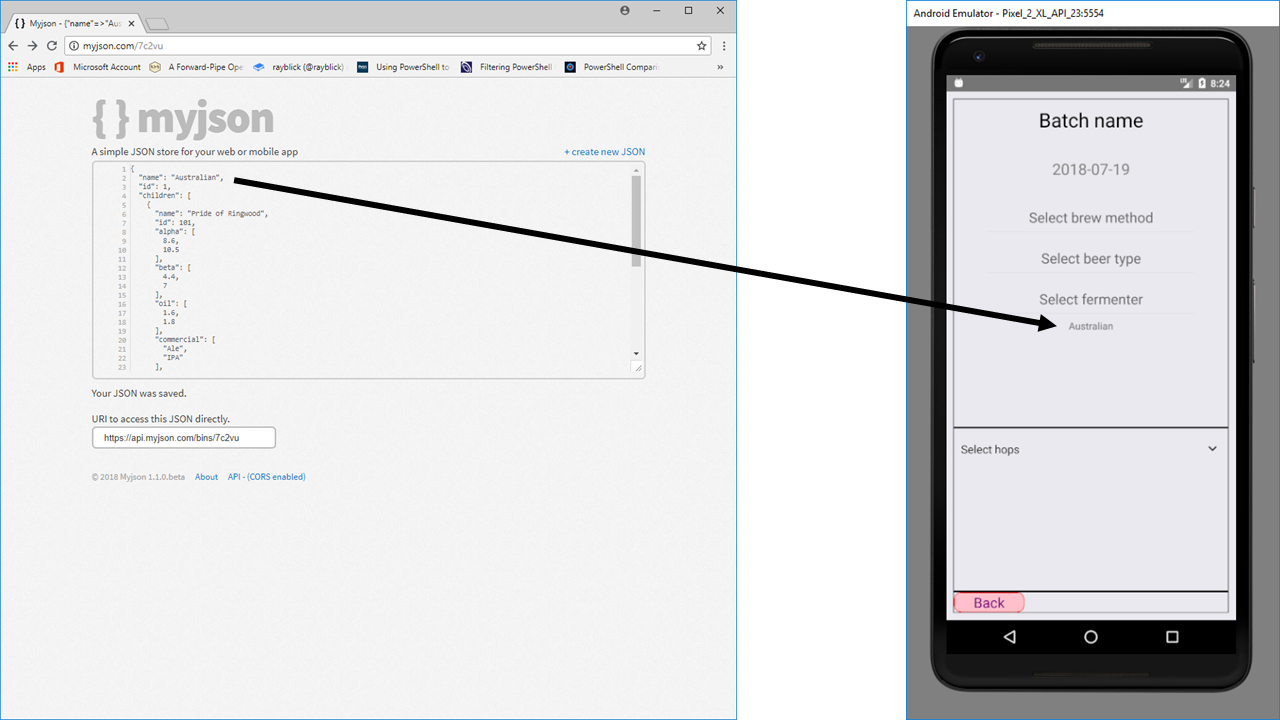 Myjson - {"name"=>"Aus
myjson.com/7c2vu
Apps Microsoft Account A Forward-Pipe Ope rayblick (@rayblick) Using PowerShell to Filtering PowerShell PowerShell Compari »
{ } myjson
A simple JSON store for your web or mobile app + create new JSON
1 {
2 "name": "Australian",
3 "id": 1,
4 "children": [
5 {
6 "name": "Pride of Ringwood",
7 "id": 101,
8 "alpha": [
9 8.6,
10 10.5
11 ],
12 "beta": [
13 4.4,
14 7
15 ],
16 "oil": [
17 1.6,
18 1.8
19 ],
20 "commercial": [
21 "Ale",
22 "IPA"
23 ],
Your JSON was saved.
URI to access this JSON directly.
https://api.myjson.com/bins/7c2vu
© 2018 Myjson 1.1.0.beta About API - (CORS enabled)
Android Emulator - Pixel_2_XL_API_23:5554
LTE 8:24
Batch name
2018-07-19
Select brew method
Select beer type
Select fermenter
Australian
Select hops
Back